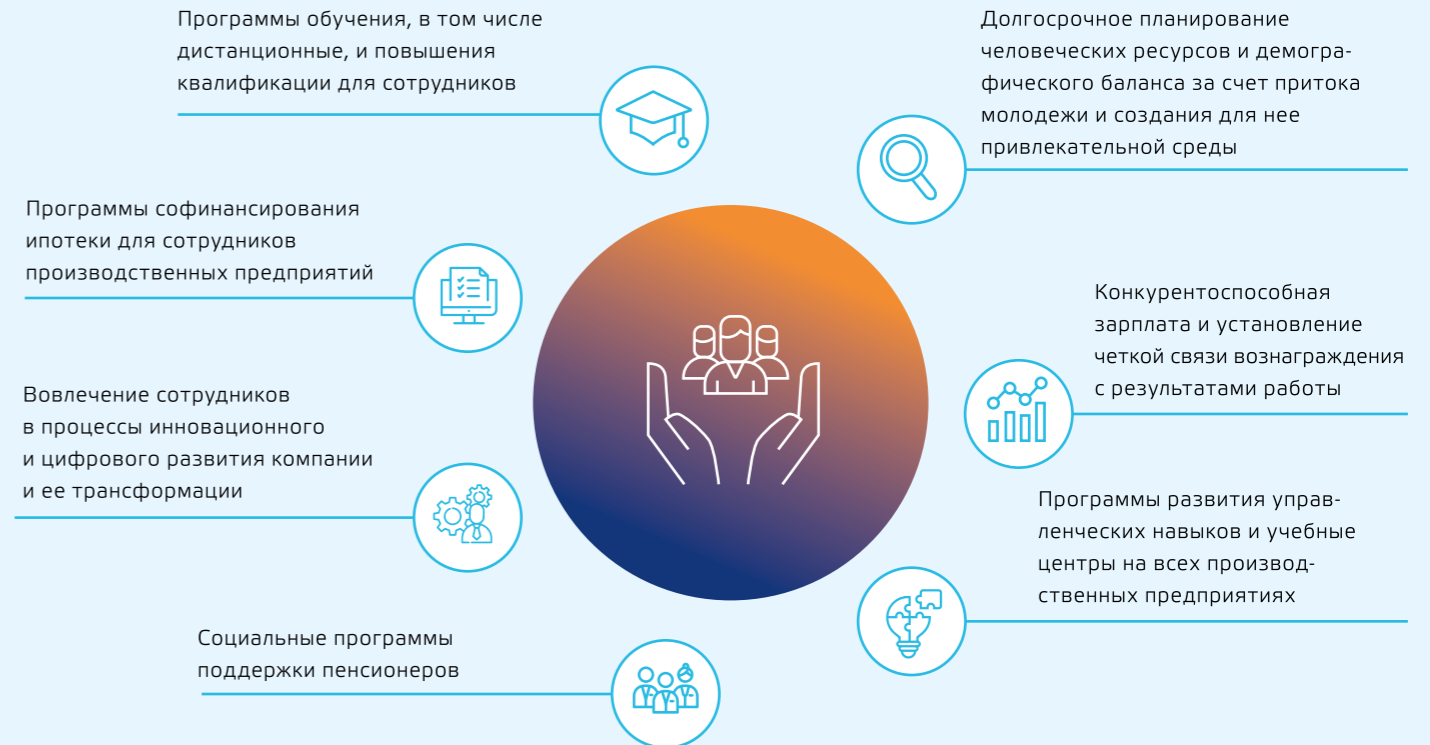 Программы обучения, в том числе
дистанционные, и повышения
квалификации для сотрудников
Долгосрочное планирование
человеческих ресурсов и демогра-
фического баланса за счет притока
молодежи и создания для нее
привлекательной среды
Программы софинансирования
ипотеки для сотрудников
производственных предприятий
Конкурентоспособная
зарплата и установление
четкой связи вознаграждения
с результатами работы
Вовлечение сотрудников
в процессы инновационного
и цифрового развития компании
и ее трансформации
Программы развития управ-
ленческих навыков и учебные
центры на всех производ-
ственных предприятиях
Социальные программы
поддержки пенсионеров